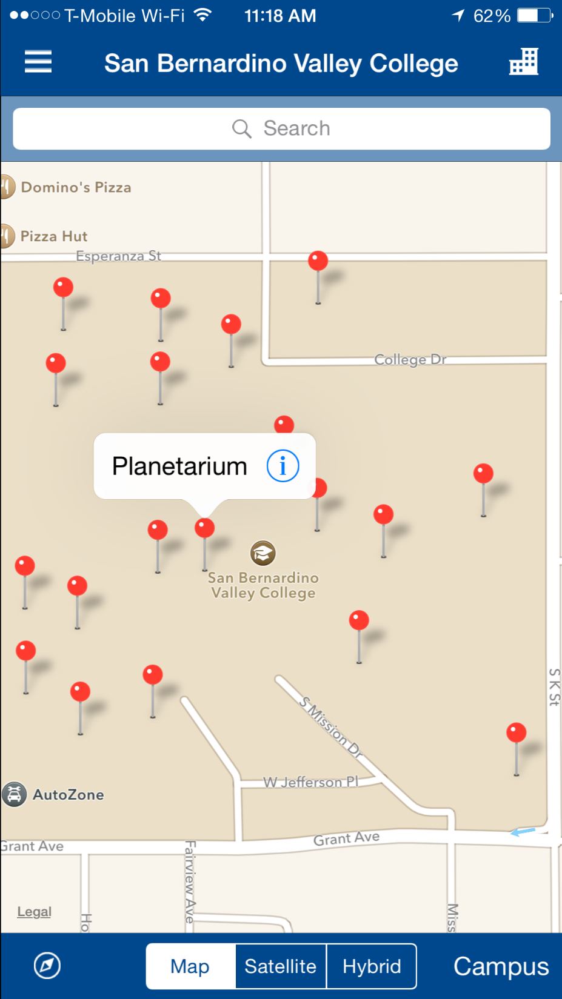 T-Mobile Wi-Fi 11:18 AM 62%
San Bernardino Valley College
Search
Domino's Pizza
Pizza Hut
Esperanza St
College Dr
Planetarium i
San Bernardino
Valley College
S K St
S Mission Dr
W Jefferson Pl
AutoZone
Grant Ave
Grant Ave
Fairview Ave
Legal
Ho
Miss
Map Satellite Hybrid Campus